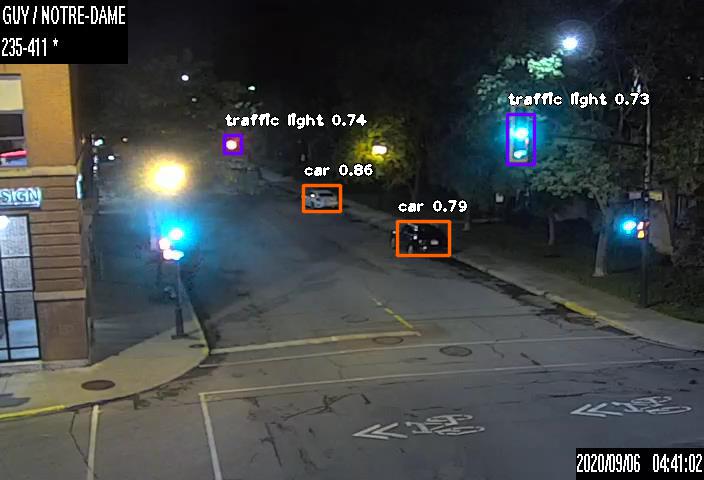 GUY / NOTRE-DAME
235-411 *
traffic light 0.74
traffic light 0.73
car 0.86
car 0.79
SIGN
2020/09/06 04:41:02